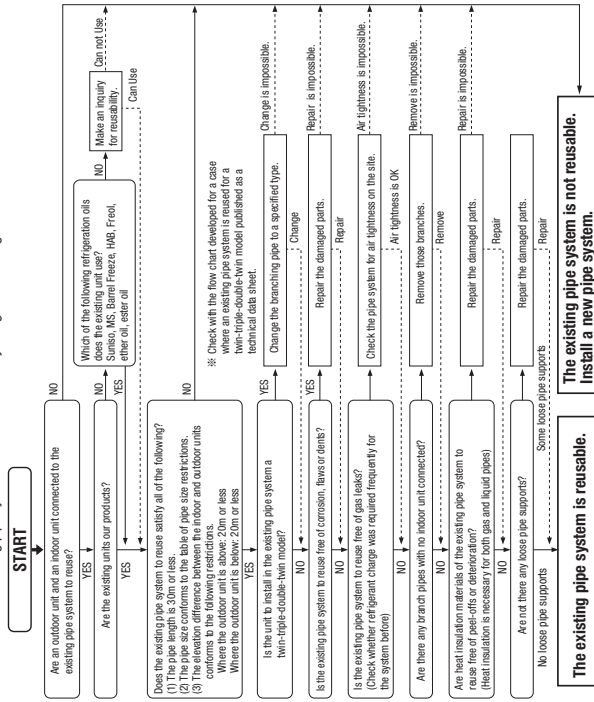 START
Are an outdoor unit and an indoor unit connected to the
existing pipe system to reuse?
NO
YES
Are the existing units our products?
NO
YES
Which of the following refrigeration oils
does the existing unit use?
Suniso, MS, Barrel Freeze, HAB, Freol,
ether oil, ester oil
NO
YES
Make an inquiry
for reusability.
Can not Use
Can Use
Does the existing pipe system to reuse satisfy all of the following?
(1) The pipe length is 30m or less.
(2) The pipe size conforms to the table of pipe size restrictions.
(3) The elevation difference between the indoor and outdoor units
conforms to the following restrictions.
Where the outdoor unit is above: 20m or less
Where the outdoor unit is below: 20m or less
NO
YES
※ Check with the flow chart developed for a case
where an existing pipe system is reused for a
twin-triple-double-twin model published as a
technical data sheet.
Is the unit to install in the existing pipe system a
twin-triple-double-twin model?
YES
NO
Change the branching pipe to a specified type.
Change is impossible.
Change
Is the existing pipe system to reuse free of corrosion, flaws or dents?
YES
NO
Repair the damaged parts.
Repair is impossible.
Repair
Is the existing pipe system to reuse free of gas leaks?
(Check whether refrigerant charge was required frequently for
the system before)
NO
Check the pipe system for air tightness on the site.
Air tightness is impossible.
Air tightness is OK
Are there any branch pipes with no indoor unit connected?
NO
Remove those branches.
Remove is impossible.
Remove
Are heat insulation materials of the existing pipe system to
reuse free of peel-offs or deterioration?
(Heat insulation is necessary for both gas and liquid pipes)
NO
Repair the damaged parts.
Repair is impossible.
Repair
Are not there any loose pipe supports?
Repair the damaged parts.
Repair
No loose pipe supports
Some loose pipe supports
The existing pipe system is reusable.
The existing pipe system is not reusable.
Install a new pipe system.